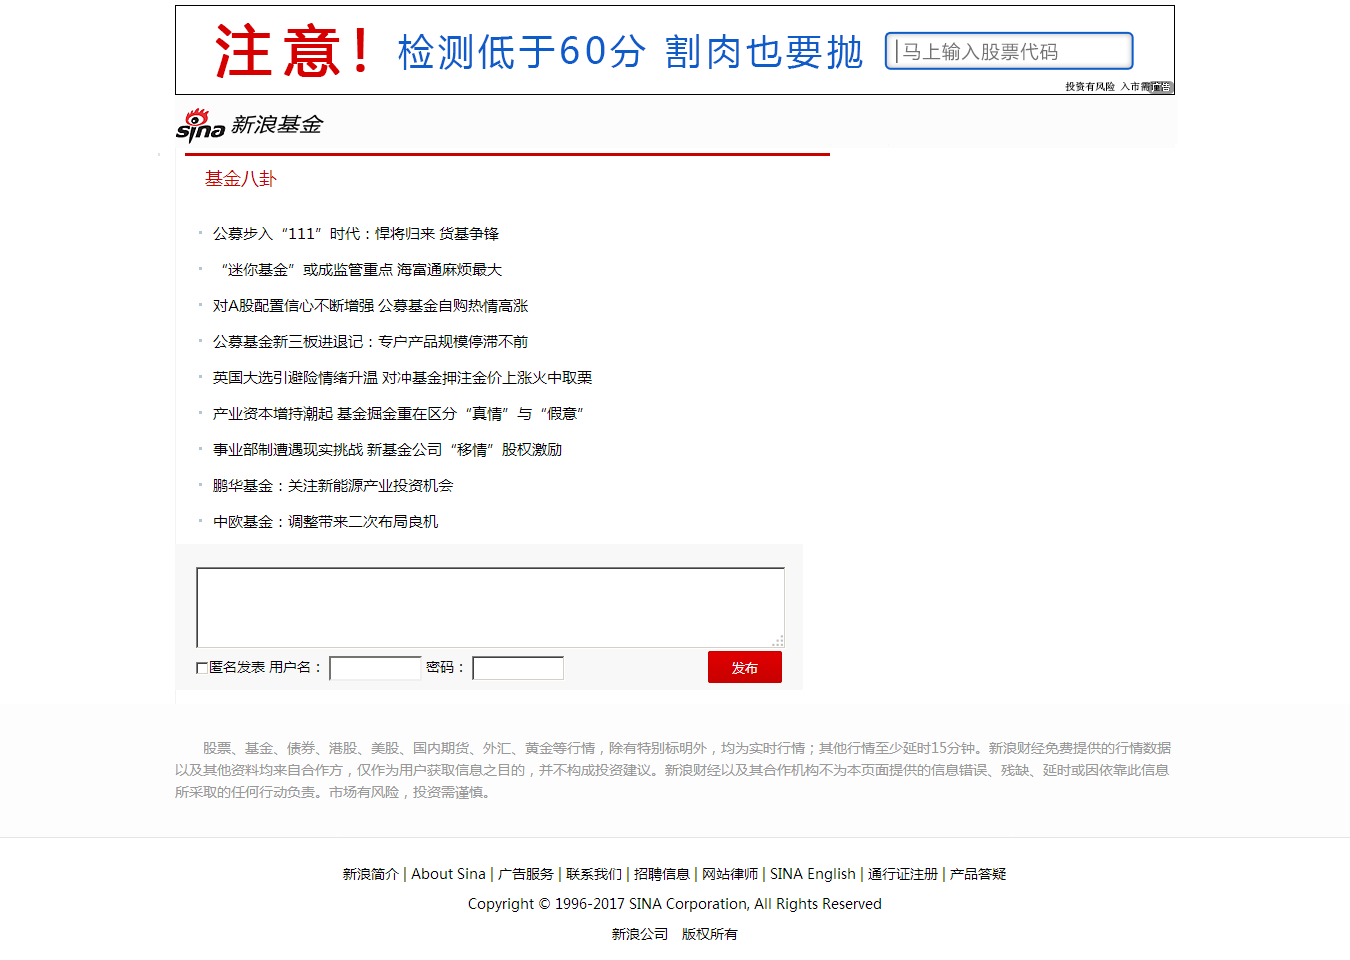 注意！检测低于60分 割肉也要抛 马上输入股票代码
投资有风险 入市需谨
sina 新浪基金
基金八卦
公募步入“111”时代：悍将归来 货基争锋
“迷你基金”或成监管重点 海富通麻烦最大
对A股配置信心不断增强 公募基金自购热情高涨
公募基金新三板进退记：专户产品规模停滞不前
英国大选引避险情绪升温 对冲基金押注金价上涨火中取栗
产业资本增持潮起 基金掘金重在区分“真情”与“假意”
事业部制遭遇现实挑战 新基金公司“移情”股权激励
鹏华基金：关注新能源产业投资机会
中欧基金：调整带来二次布局良机
匿名发表 用户名： 密码： 发布
股票、基金、债券、港股、美股、国内期货、外汇、黄金等行情，除有特别标明外，均为实时行情；其他行情至少延时15分钟。新浪财经免费提供的行情数据
以及其他资料均来自合作方，仅作为用户获取信息之目的，并不构成投资建议。新浪财经以及其合作机构不为本页面提供的信息错误、残缺、延时或因依靠此信息
所采取的任何行动负责。市场有风险，投资需谨慎。
新浪简介 | About Sina | 广告服务 | 联系我们 | 招聘信息 | 网站律师 | SINA English | 通行证注册 | 产品答疑
Copyright © 1996-2017 SINA Corporation, All Rights Reserved
新浪公司 版权所有